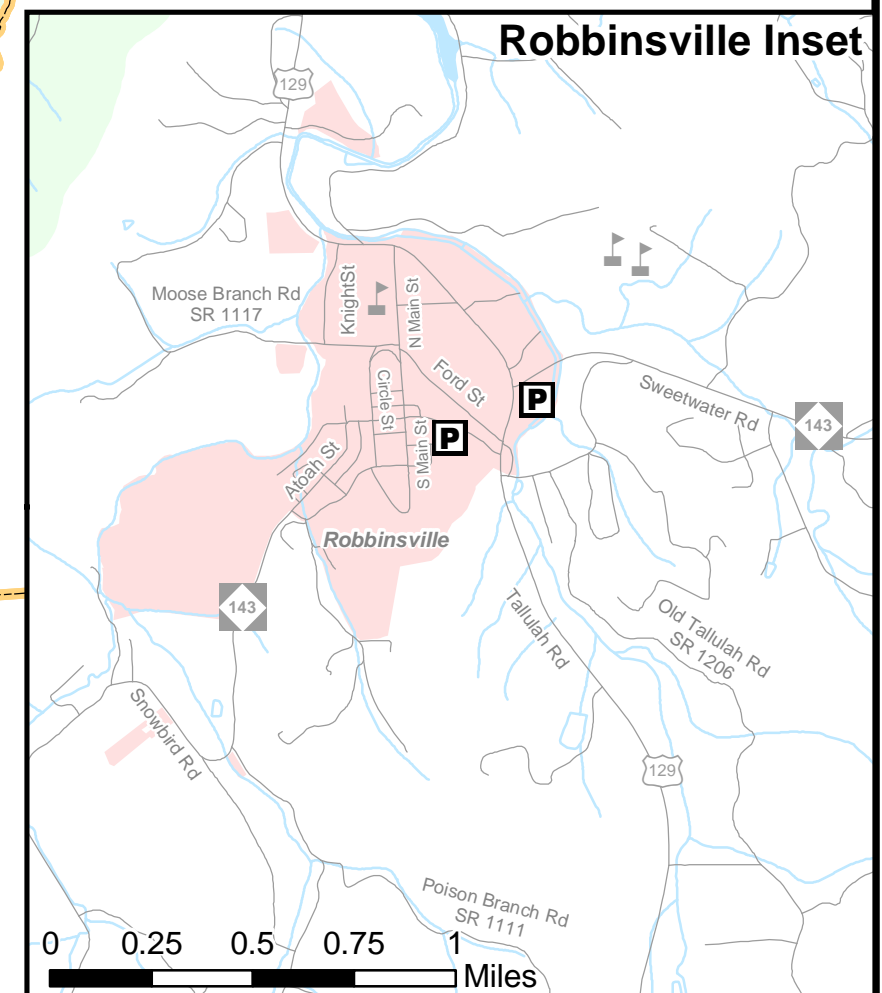 Robbinsville Inset
129
Moose Branch Rd
SR 1117
KnightSt
N Main St
Ford St
Circle St
S Main St
Atoah St
P
P
Sweetwater Rd
143
Robbinsville
143
Tallulah Rd
Old Tallulah Rd
SR 1206
Snowbird Rd
129
Poison Branch Rd
SR 1111
0 0.25 0.5 0.75 1
Miles